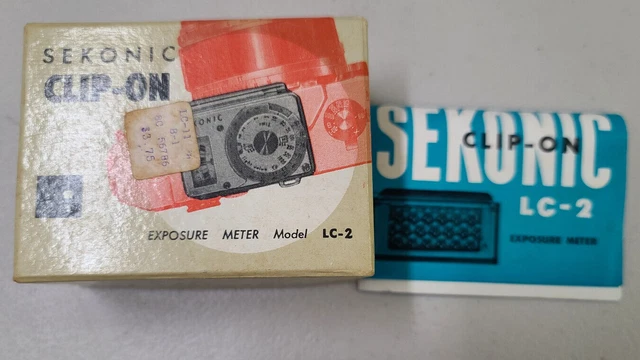 SEKONIC
CLIP-ON
EXPOSURE METER Model LC-2
SEKONIC
CLIP-ON
LC-2
EXPOSURE METER